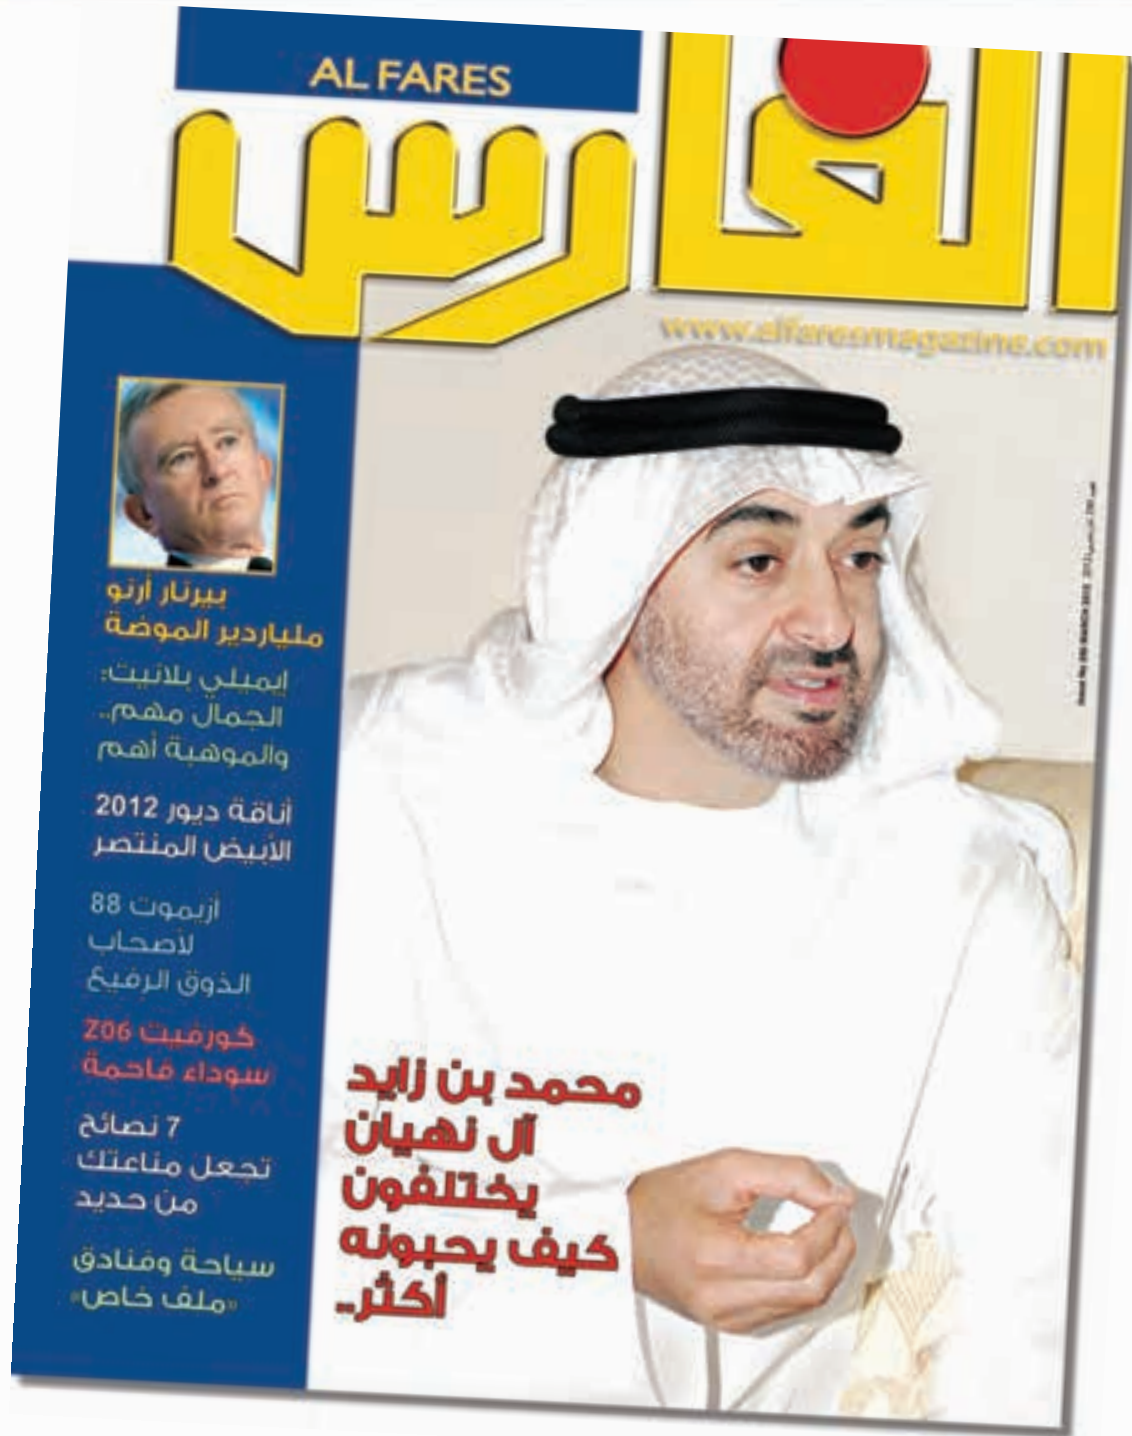 AL FARES
الفارس
www.alfaresmagazine.com
بيرنار أرنو
ملياردير الموضة
إيميلي بلانيت:
الجمال مهم..
والموهبة أهم
أناقة ديور 2012
الأبيض المنتصر
أزيموت 88
لأصحاب
الذوق الرفيع
كورفيت Z06
سوداء فاحمة
7 نصائح
تجعل مناعتك
من حديد
سياحة وفنادق
«ملف خاص»
محمد بن زايد
آل نهيان
يختلفون
كيف يحبونه
أكثر..